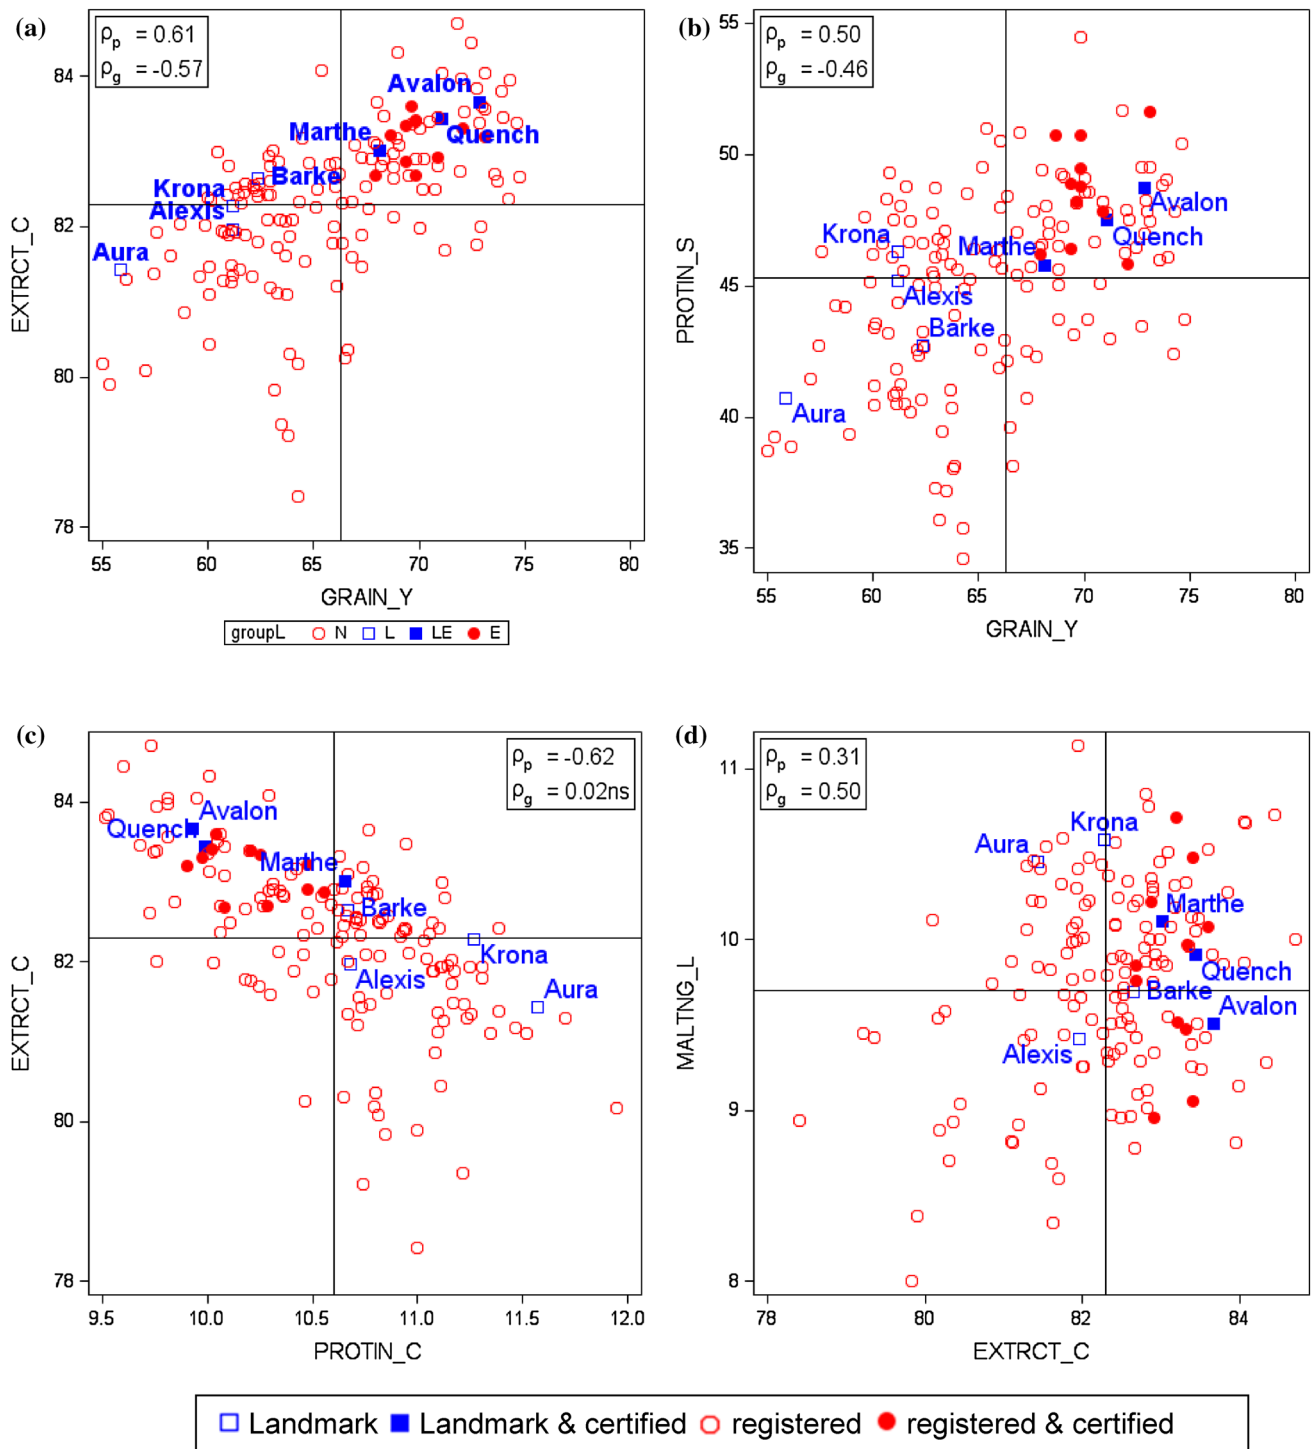 (a)
ρp = 0.61
ρg = -0.57
84
82
80
78
EXTRCT_C
Avalon
Marthe
Quench
Barke
Krona
Alexis
Aura
55 60 65 70 75 80
GRAIN_Y
groupL N L LE E
(b)
ρp = 0.50
ρg = -0.46
55
50
45
40
35
PROTIN_S
Avalon
Krona
Marthe
Quench
Alexis
Barke
Aura
55 60 65 70 75 80
GRAIN_Y
(c)
ρp = -0.62
ρg = 0.02ns
84
82
80
78
EXTRCT_C
Avalon
Quench
Marthe
Barke
Krona
Alexis
Aura
9.5 10.0 10.5 11.0 11.5 12.0
PROTIN_C
(d)
ρp = 0.31
ρg = 0.50
11
10
9
8
MALTNG_L
Krona
Aura
Marthe
Quench
Barke
Avalon
Alexis
78 80 82 84
EXTRCT_C
Landmark Landmark & certified registered registered & certified